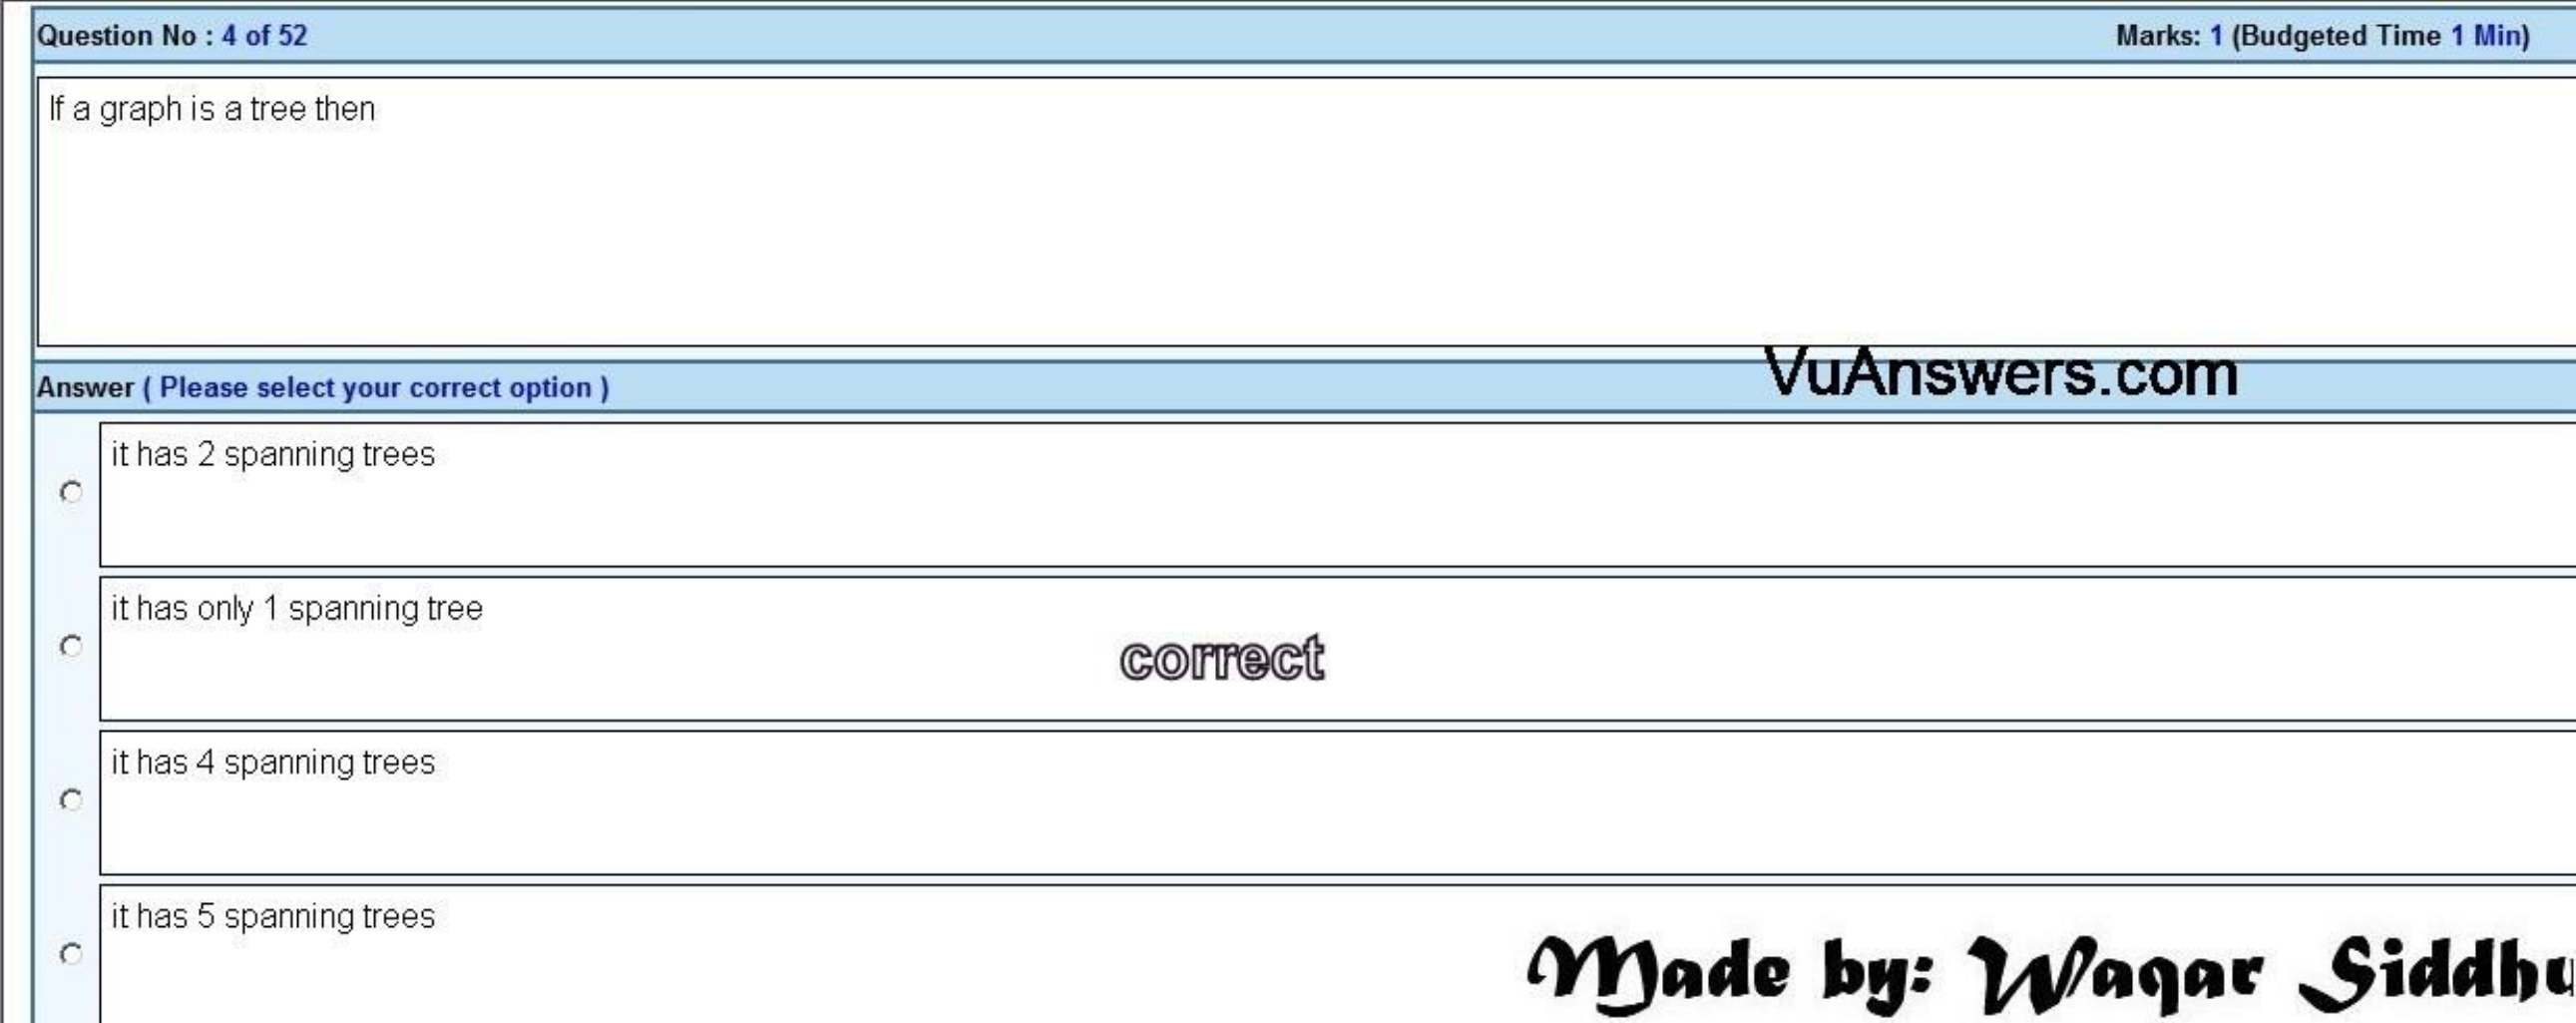 Question No : 4 of 52 Marks: 1 (Budgeted Time 1 Min)
If a graph is a tree then
VuAnswers.com
Answer ( Please select your correct option )
it has 2 spanning trees
it has only 1 spanning tree
correct
it has 4 spanning trees
it has 5 spanning trees
Made by: Waqar Siddhu